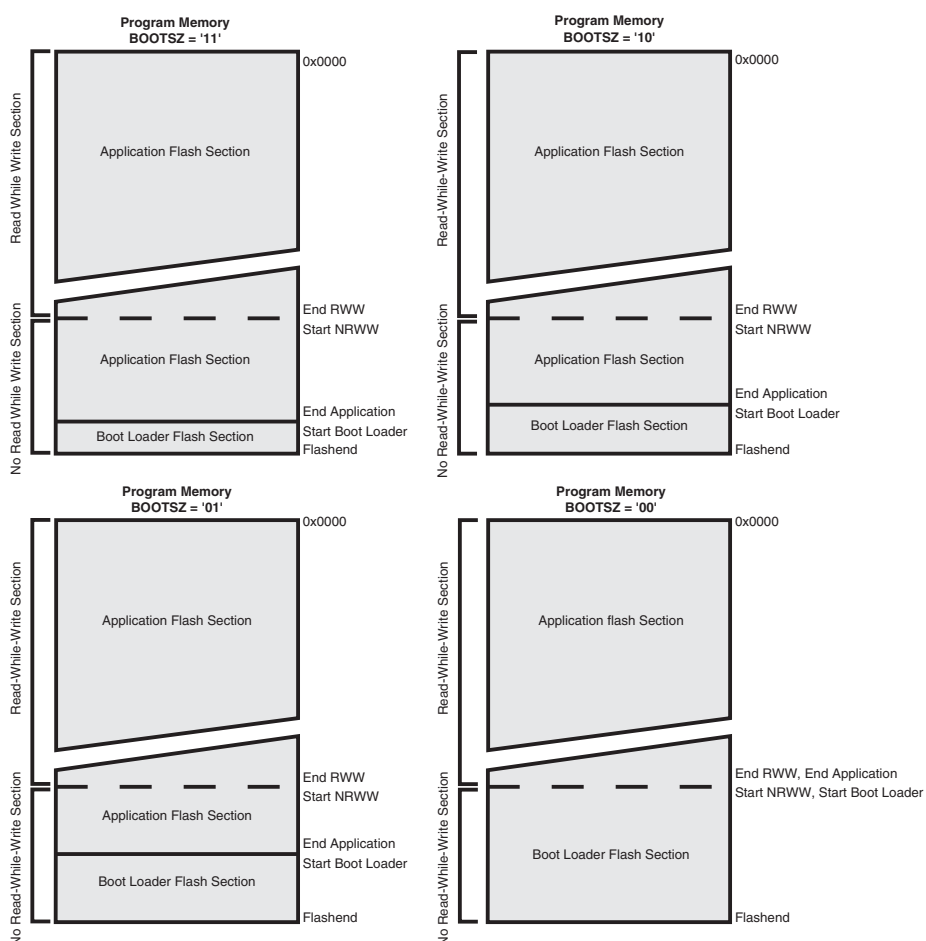 Program Memory
BOOTSZ = '11'
0x0000
Read While Write Section
Application Flash Section
End RWW
Start NRWW
No Read While Write Section
Application Flash Section
End Application
Start Boot Loader
Boot Loader Flash Section
Flashend
Program Memory
BOOTSZ = '10'
0x0000
Read-While-Write Section
Application Flash Section
End RWW
Start NRWW
No Read-While-Write Section
Application Flash Section
End Application
Start Boot Loader
Boot Loader Flash Section
Flashend
Program Memory
BOOTSZ = '01'
0x0000
Read-While-Write Section
Application Flash Section
End RWW
Start NRWW
No Read-While-Write Section
Application Flash Section
End Application
Start Boot Loader
Boot Loader Flash Section
Flashend
Program Memory
BOOTSZ = '00'
0x0000
Read-While-Write Section
Application flash Section
End RWW, End Application
Start NRWW, Start Boot Loader
No Read-While-Write Section
Boot Loader Flash Section
Flashend